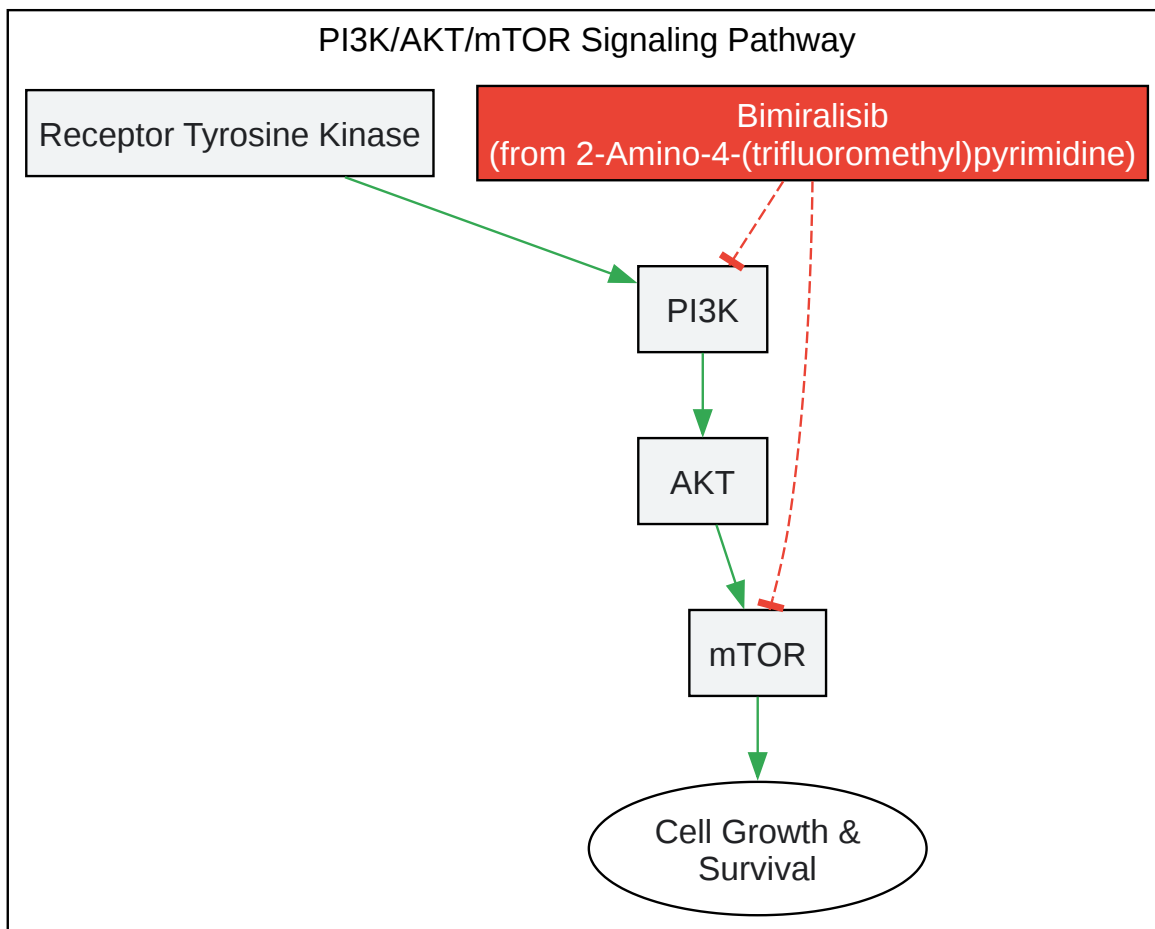 PI3K/AKT/mTOR Signaling Pathway
Receptor Tyrosine Kinase
Bimiralisib
(from 2-Amino-4-(trifluoromethyl)pyrimidine)
PI3K
AKT
mTOR
Cell Growth &
Survival